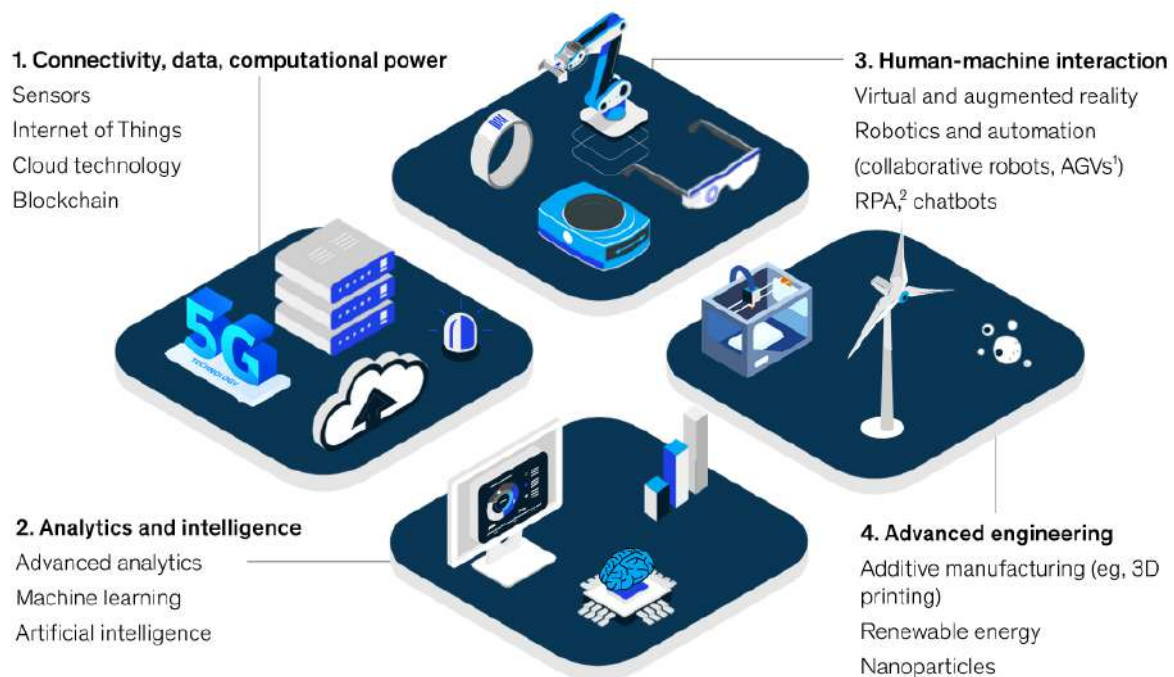 1. Connectivity, data, computational power
Sensors
Internet of Things
Cloud technology
Blockchain
3. Human-machine interaction
Virtual and augmented reality
Robotics and automation
(collaborative robots, AGVs¹)
RPA,² chatbots
5G
TECHNOLOGY
2. Analytics and intelligence
Advanced analytics
Machine learning
Artificial intelligence
4. Advanced engineering
Additive manufacturing (eg, 3D
printing)
Renewable energy
Nanoparticles